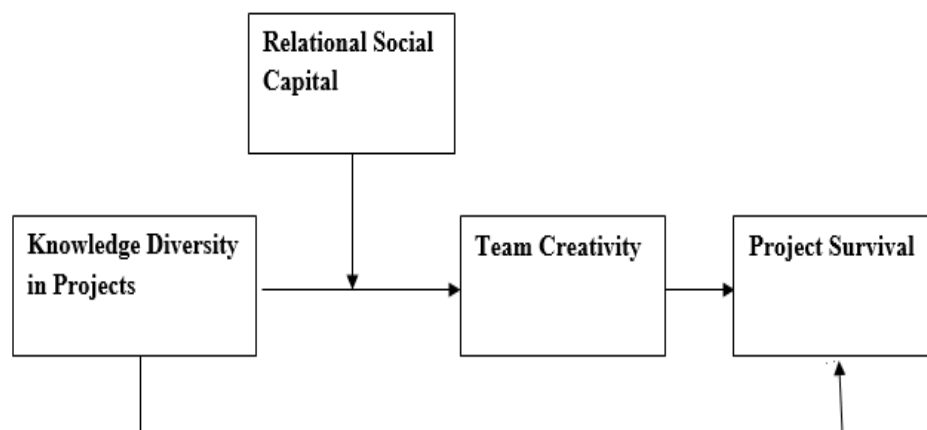 Relational Social
Capital
Knowledge Diversity
in Projects
Team Creativity
Project Survival